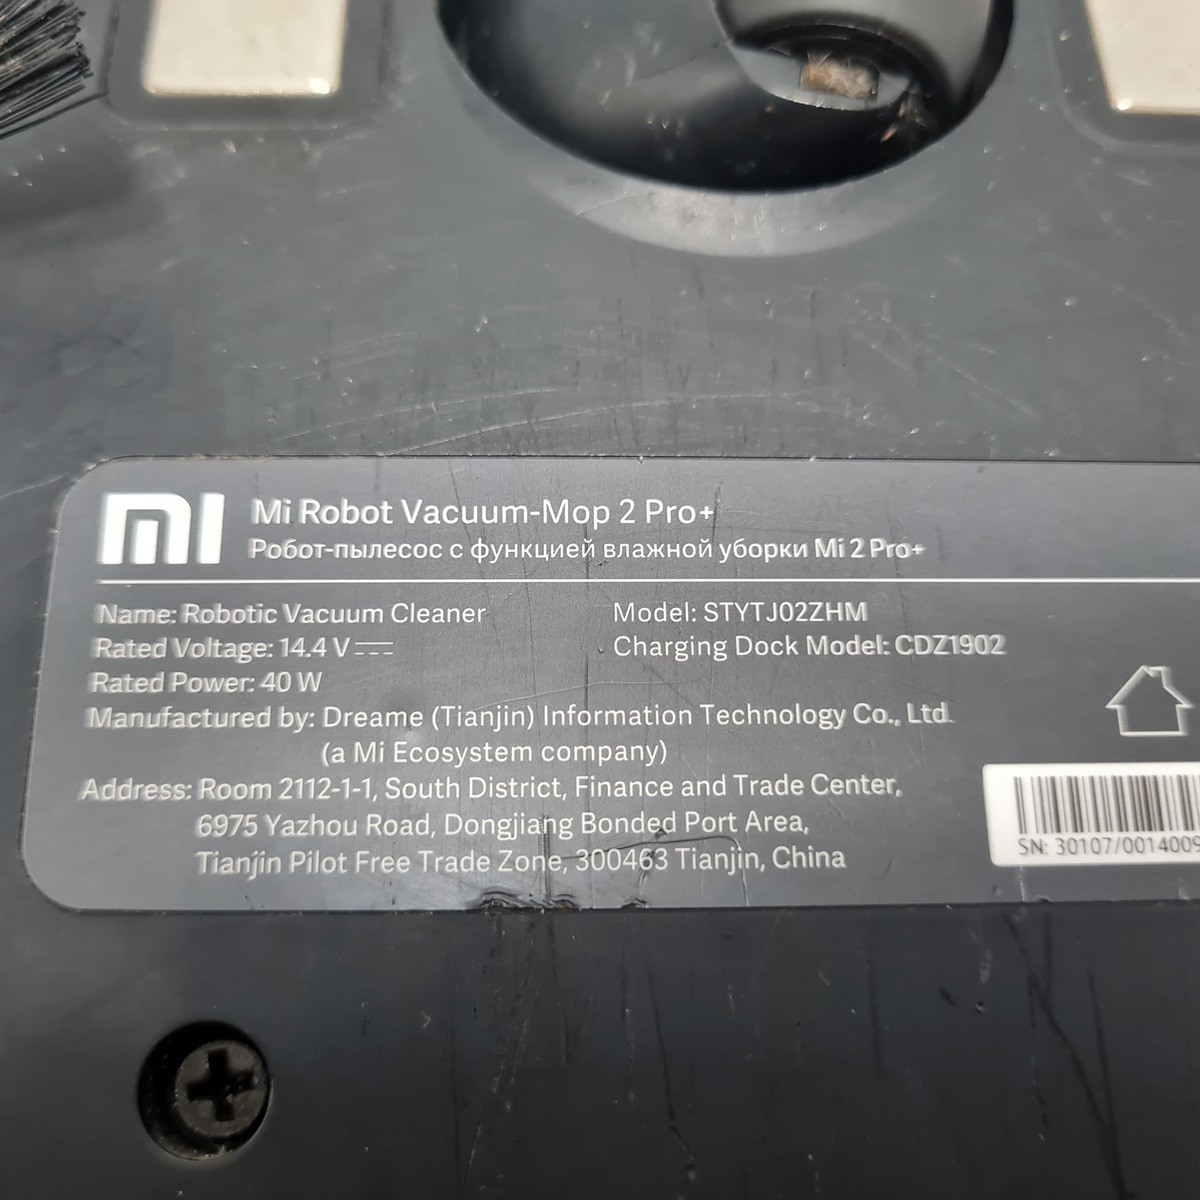 mi Mi Robot Vacuum-Mop 2 Pro+
Робот-пылесос с функцией влажной уборки Mi 2 Pro+
Name: Robotic Vacuum Cleaner Model: STYTJ02ZHM
Rated Voltage: 14.4 V⎓ Charging Dock Model: CDZ1902
Rated Power: 40 W
Manufactured by: Dreame (Tianjin) Information Technology Co., Ltd.
(a Mi Ecosystem company)
Address: Room 2112-1-1, South District, Finance and Trade Center,
6975 Yazhou Road, Dongjiang Bonded Port Area,
Tianjin Pilot Free Trade Zone, 300463 Tianjin, China
SN: 30107/0014009